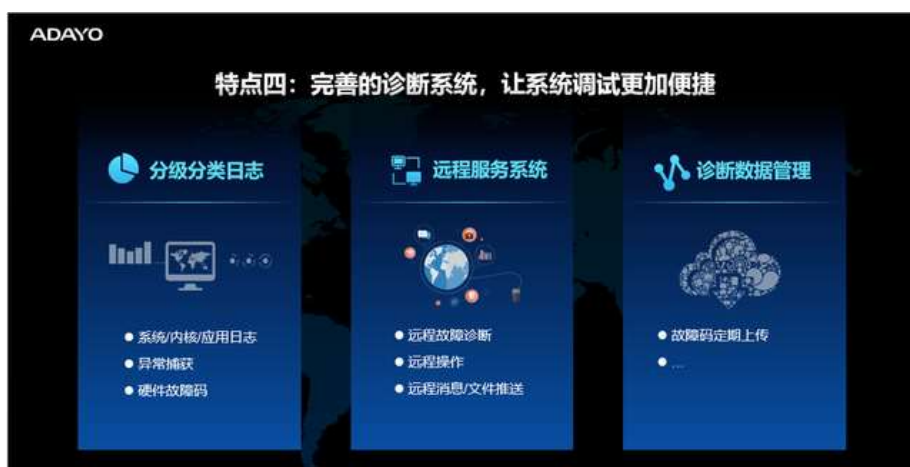 ADAYO
特点四：完善的诊断系统，让系统调试更加便捷
分级分类日志
● 系统/内核/应用日志
● 异常捕获
● 硬件故障码
远程服务系统
● 远程故障诊断
● 远程操作
● 远程消息/文件推送
诊断数据管理
● 故障码定期上传
● ...